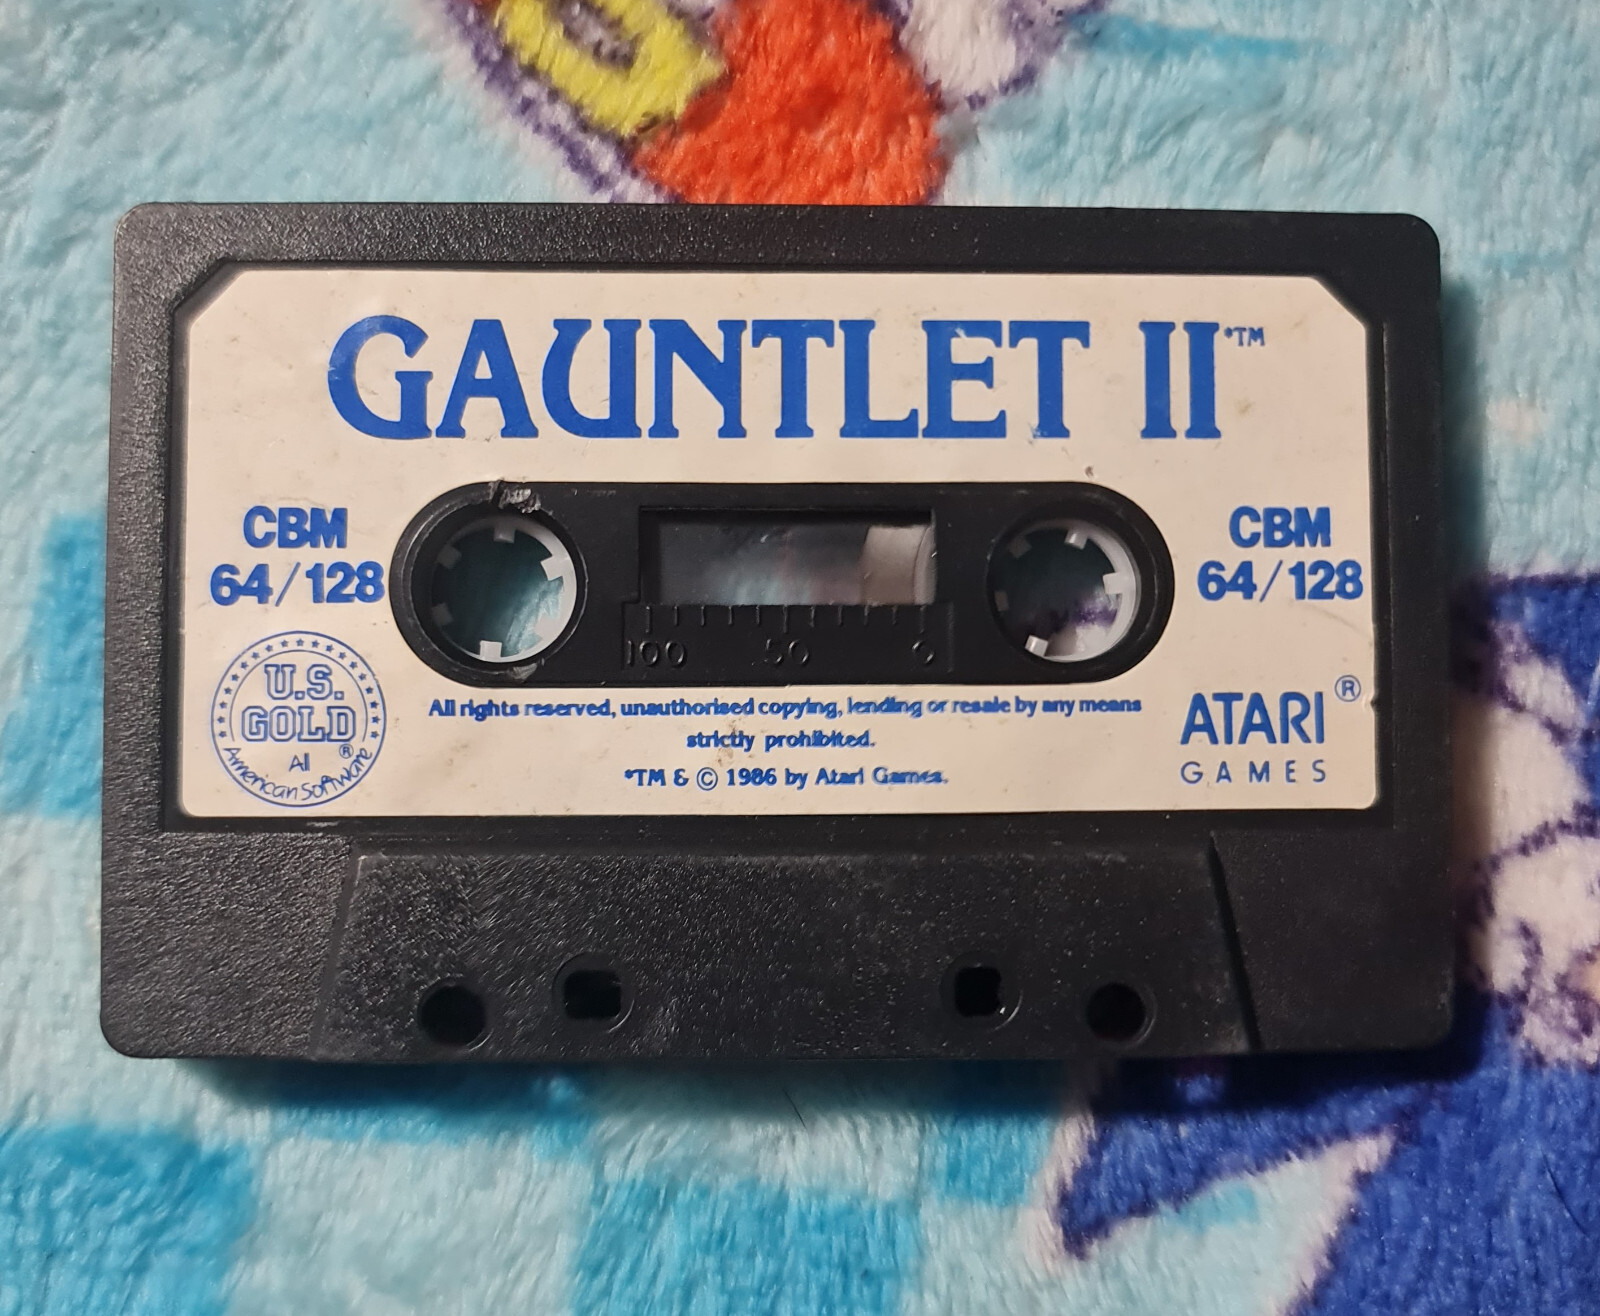 GAUNTLET II*™
CBM
64/128
CBM
64/128
100 50 0
U.S.
GOLD®
All
American Software
All rights reserved, unauthorised copying, lending or resale by any means
strictly prohibited.
*TM & © 1986 by Atari Games.
ATARI®
GAMES